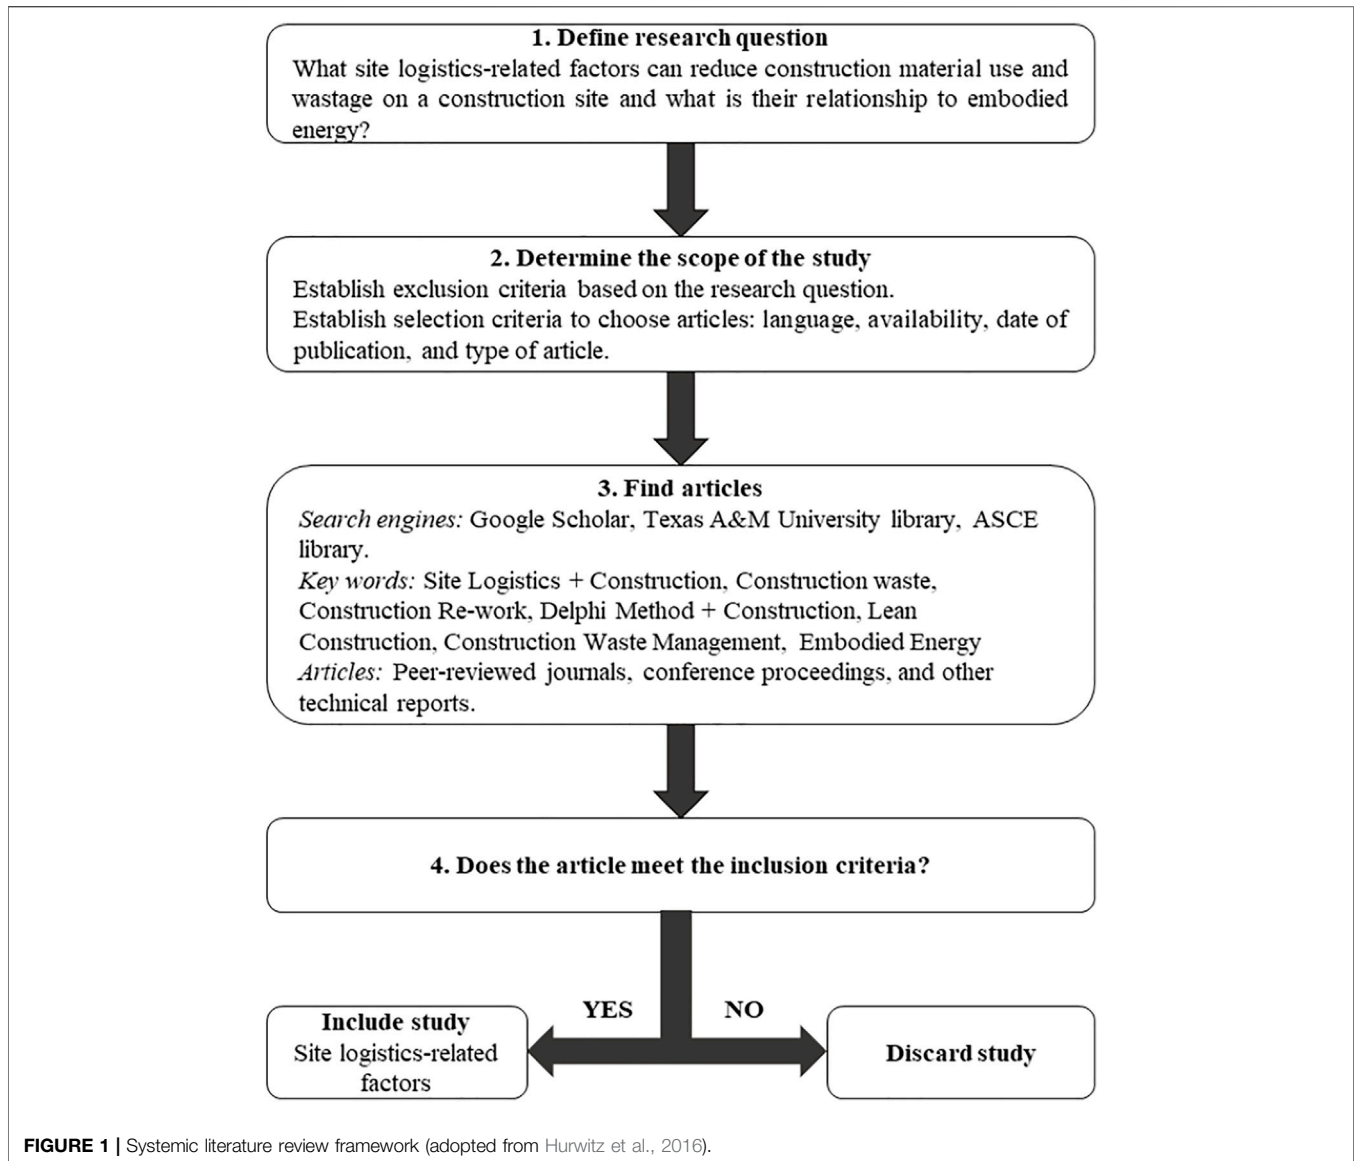 1. Define research question
What site logistics-related factors can reduce construction material use and
wastage on a construction site and what is their relationship to embodied
energy?
2. Determine the scope of the study
Establish exclusion criteria based on the research question.
Establish selection criteria to choose articles: language, availability, date of
publication, and type of article.
3. Find articles
Search engines: Google Scholar, Texas A&M University library, ASCE
library.
Key words: Site Logistics + Construction, Construction waste,
Construction Re-work, Delphi Method + Construction, Lean
Construction, Construction Waste Management, Embodied Energy
Articles: Peer-reviewed journals, conference proceedings, and other
technical reports.
4. Does the article meet the inclusion criteria?
YES
NO
Include study
Site logistics-related
factors
Discard study
FIGURE 1 | Systemic literature review framework (adopted from Hurwitz et al., 2016).